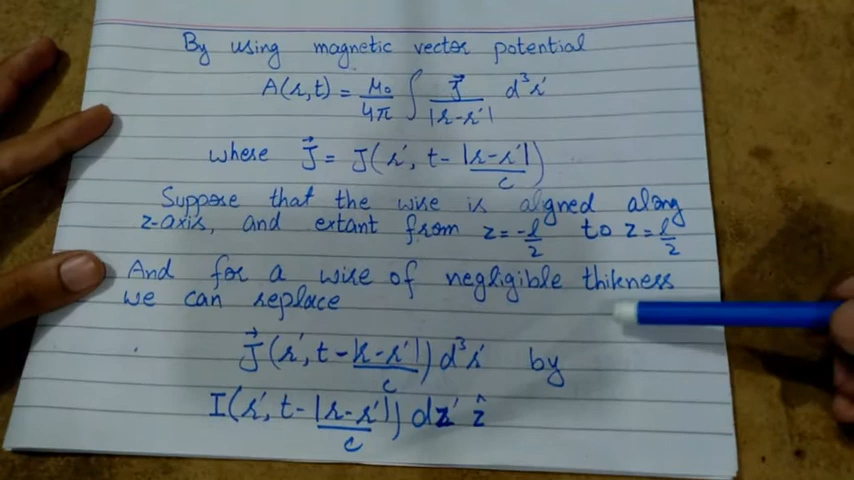 By using magnetic vector potential
A(r,t) = μ₀/4π ∫ J⃗/|r-r'| d³r'
where J⃗ = J(r', t - |r-r'|/c)
Suppose that the wire is aligned along
z-axis, and extant from z = -l/2 to z = l/2
And for a wire of negligible thikness
we can replace
J⃗(r', t - |r-r'|/c) d³r' by
I(r', t - |r-r'|/c) dz' ẑ